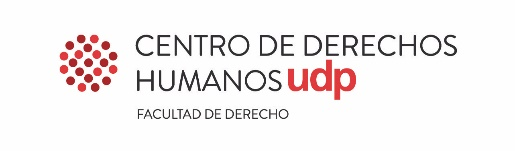 CENTRO DE DERECHOS
HUMANOS udp
FACULTAD DE DERECHO